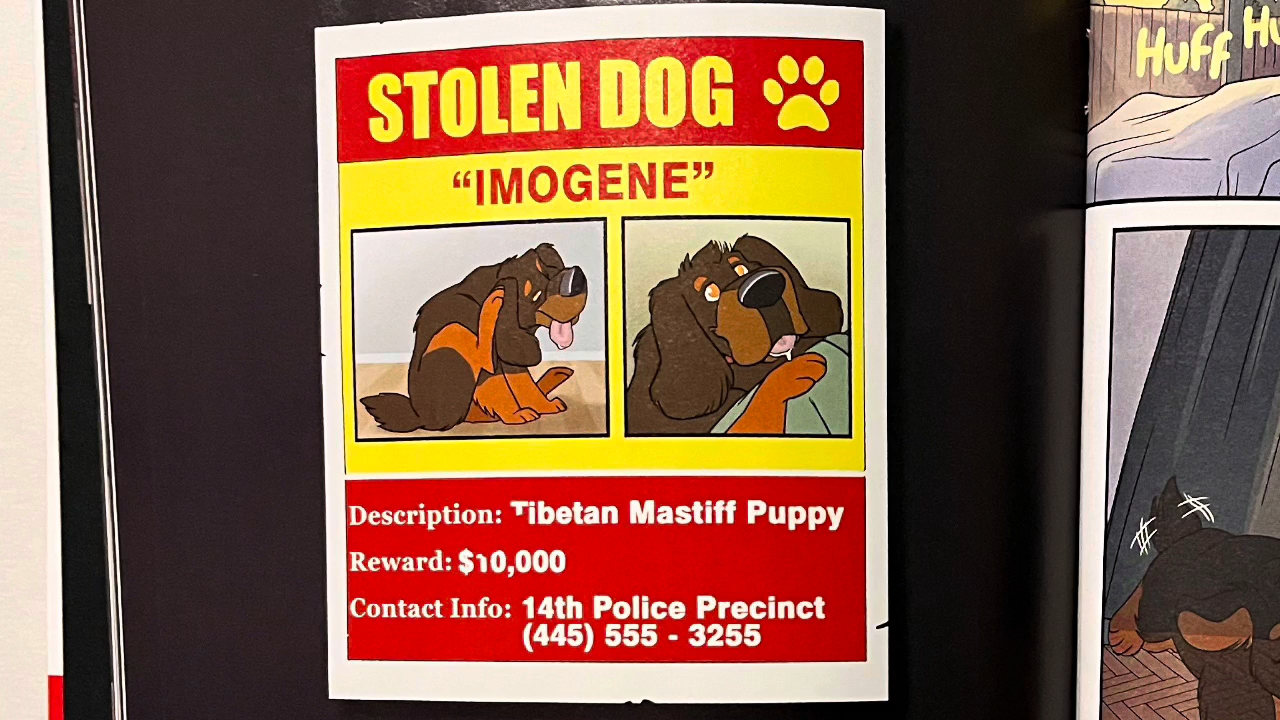 STOLEN DOG
"IMOGENE"
Description: Tibetan Mastiff Puppy
Reward: $10,000
Contact Info: 14th Police Precinct
(445) 555 - 3255
Huff